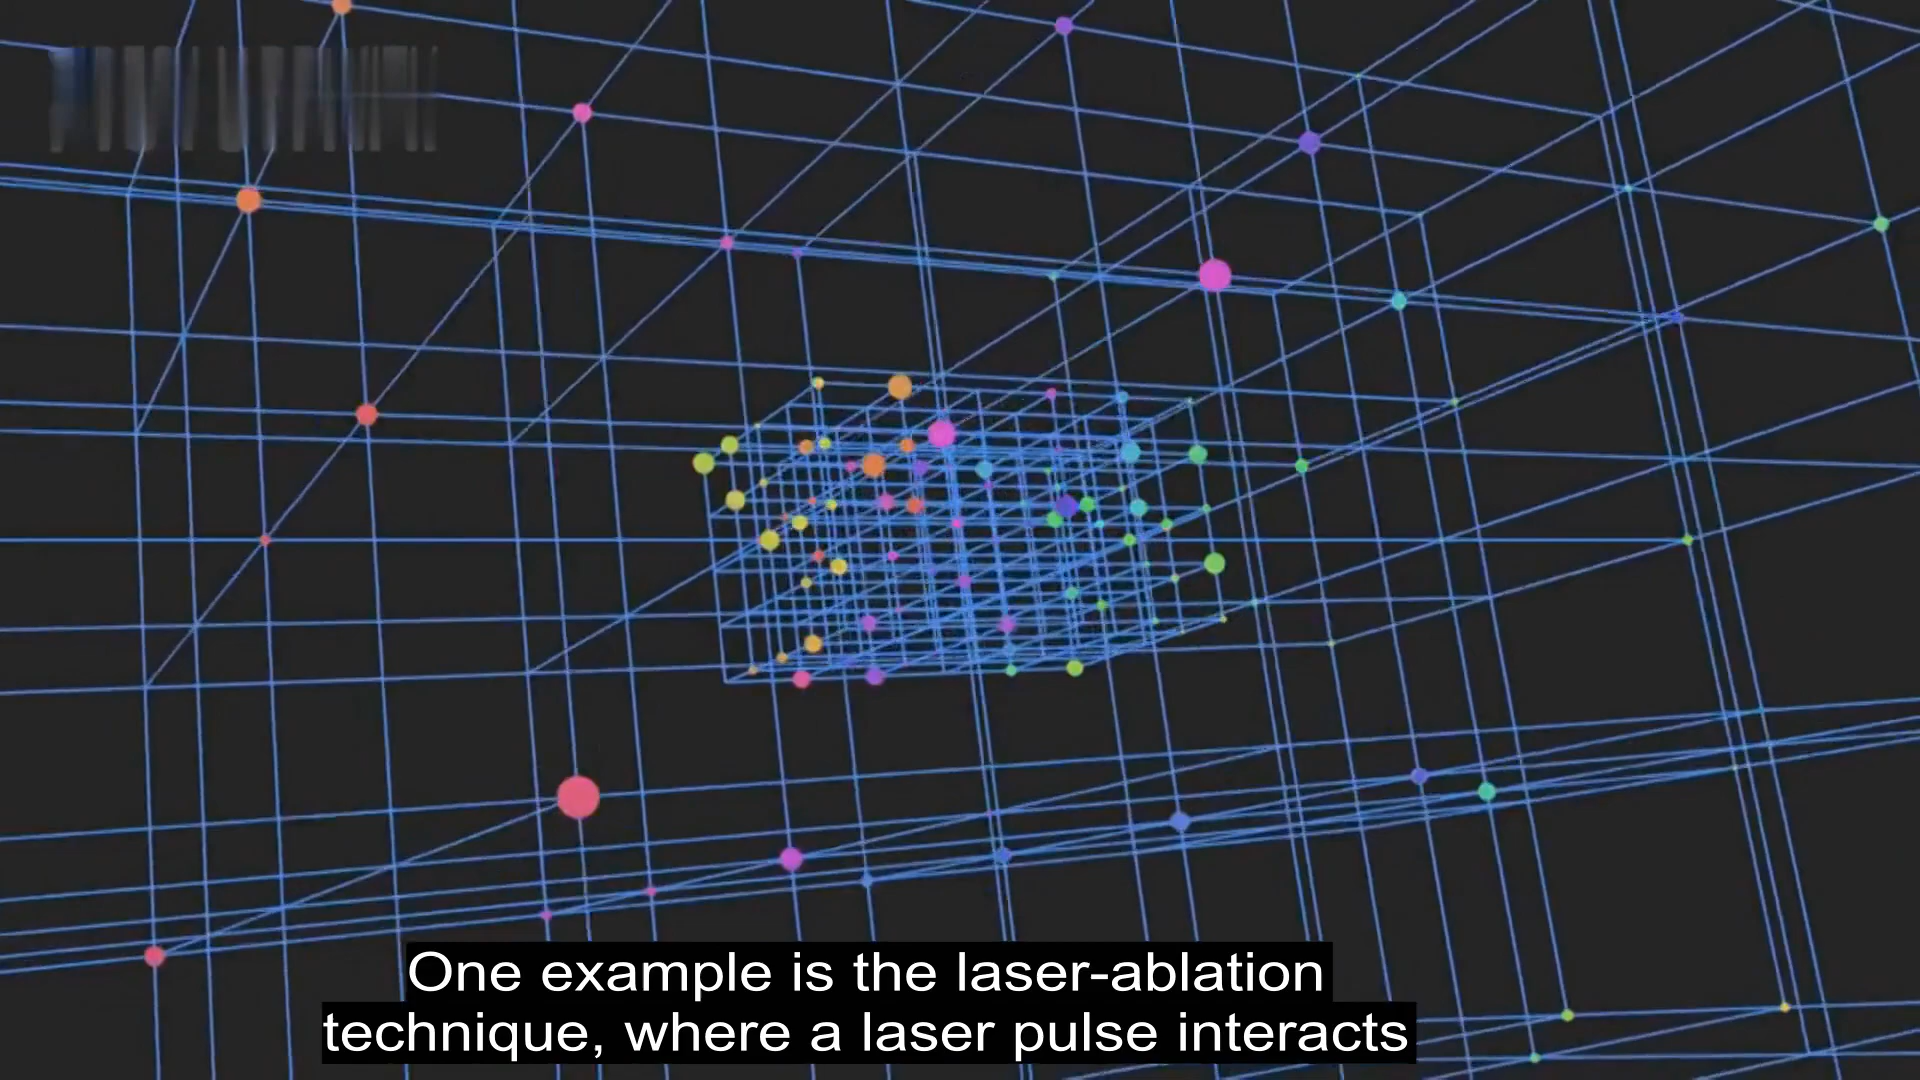 One example is the laser-ablation
technique, where a laser pulse interacts